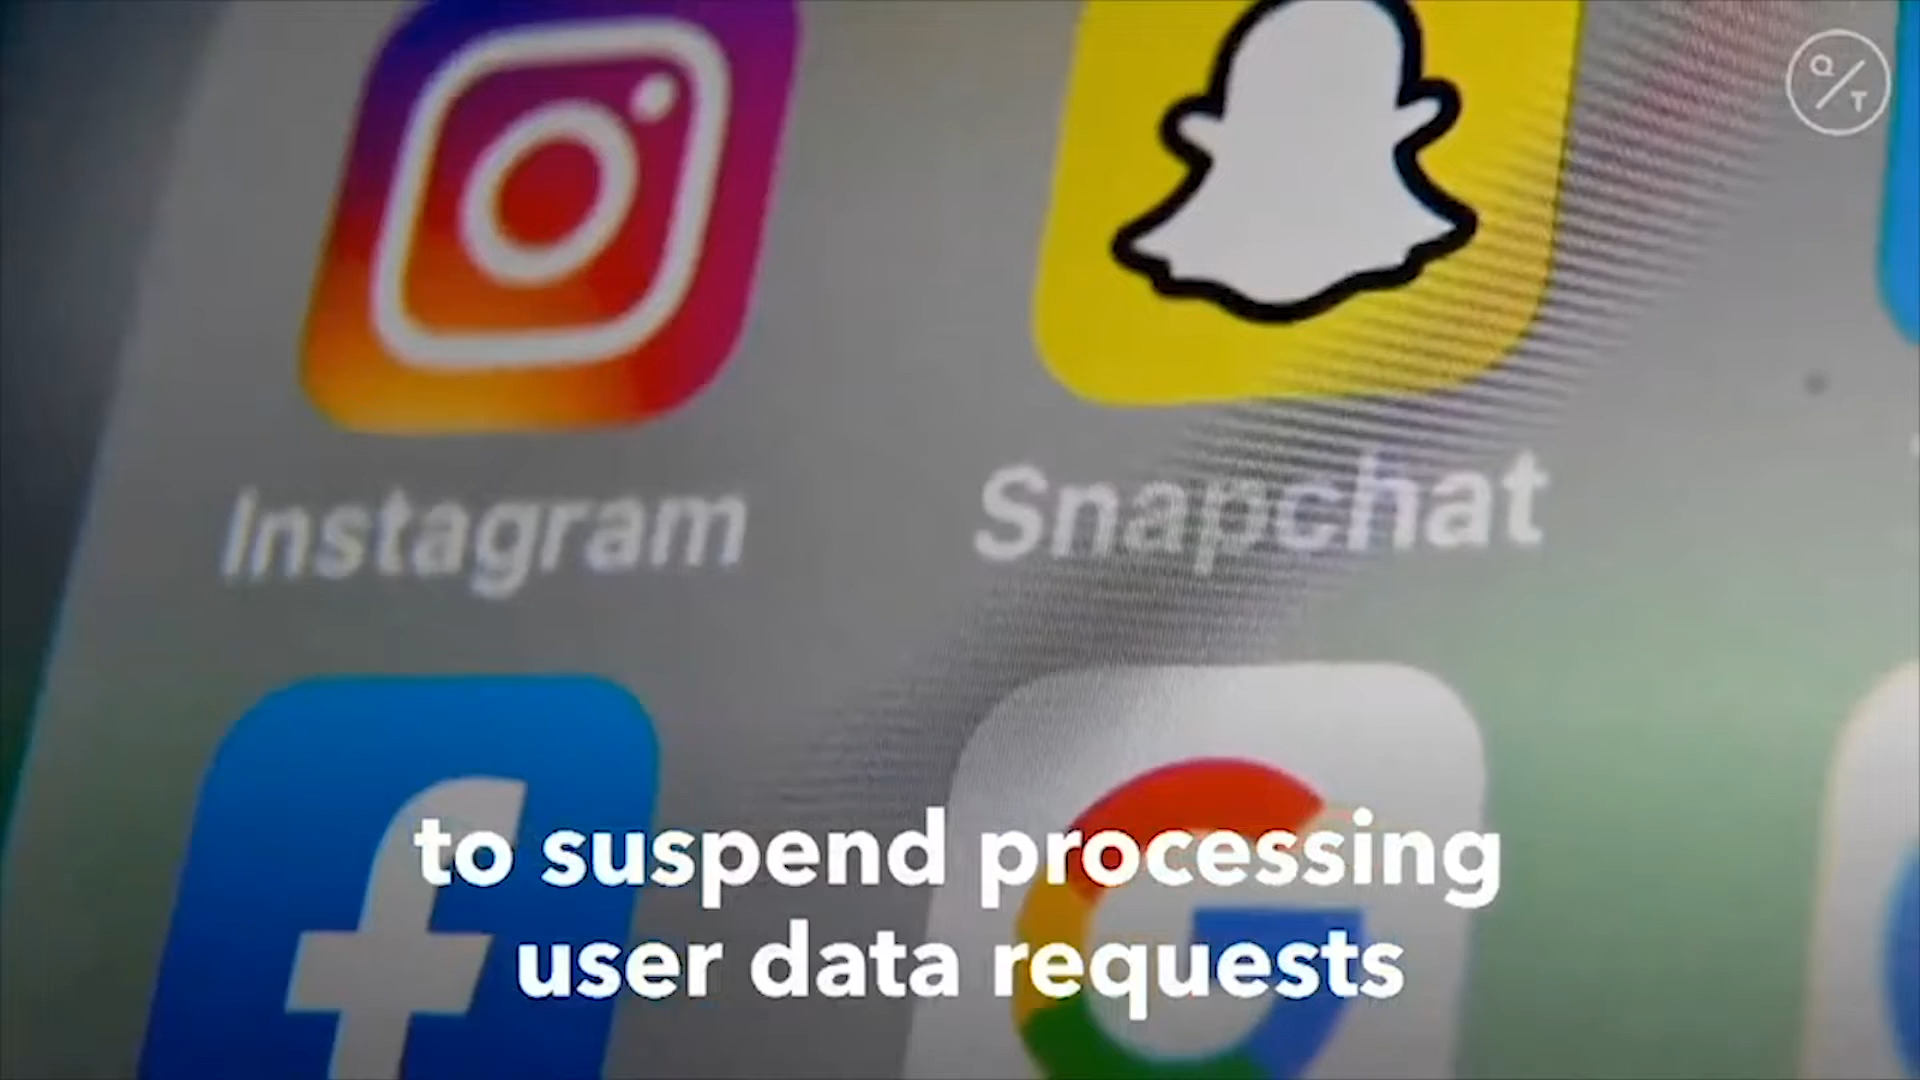 Q/T
Instagram
Snapchat
to suspend processing
user data requests